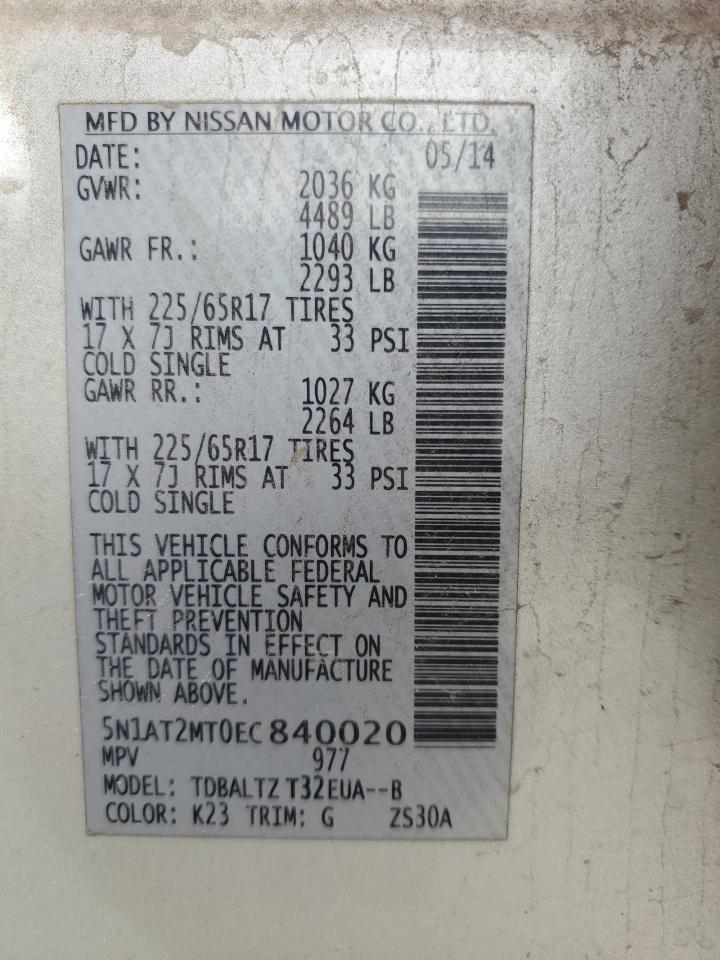 MFD BY NISSAN MOTOR CO., LTD.
DATE: 05/14
GVWR: 2036 KG
4489 LB
GAWR FR.: 1040 KG
2293 LB
WITH 225/65R17 TIRES
17 X 7J RIMS AT 33 PSI
COLD SINGLE
GAWR RR.: 1027 KG
2264 LB
WITH 225/65R17 TIRES
17 X 7J RIMS AT 33 PSI
COLD SINGLE
THIS VEHICLE CONFORMS TO
ALL APPLICABLE FEDERAL
MOTOR VEHICLE SAFETY AND
THEFT PREVENTION
STANDARDS IN EFFECT ON
THE DATE OF MANUFACTURE
SHOWN ABOVE.
5N1AT2MT0EC840020
MPV 977
MODEL: TDBALTZ T32EUA--B
COLOR: K23 TRIM: G ZS30A